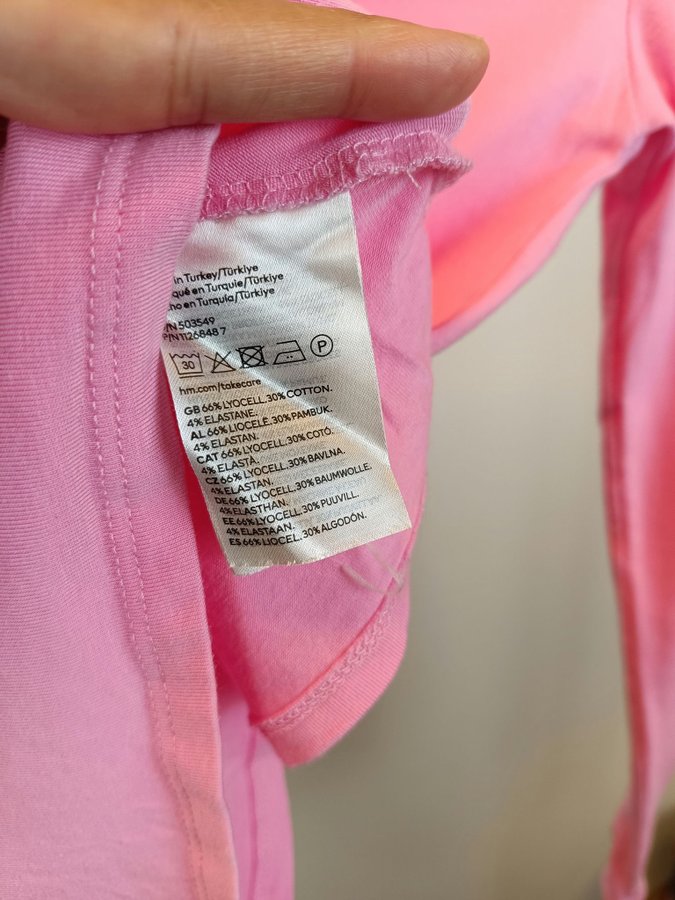 in Turkey/Türkiye
qué en Turquie/Türkiye
ho en Turquía/Türkiye
/N 503549
P/N 1126848 7
30 P
hm.com/takecare
GB 66% LYOCELL. 30% COTTON.
4% ELASTANE.
AL 66% LIOCELË. 30% PAMBUK.
4% ELASTAN.
CAT 66% LYOCELL. 30% COTÓ.
4% ELASTÀ.
CZ 66% LYOCELL. 30% BAVLNA.
4% ELASTAN.
DE 66% LYOCELL. 30% BAUMWOLLE.
4% ELASTHAN.
EE 66% LYOCELL. 30% PUUVILL.
4% ELASTAAN.
ES 66% LIOCEL. 30% ALGODÓN.